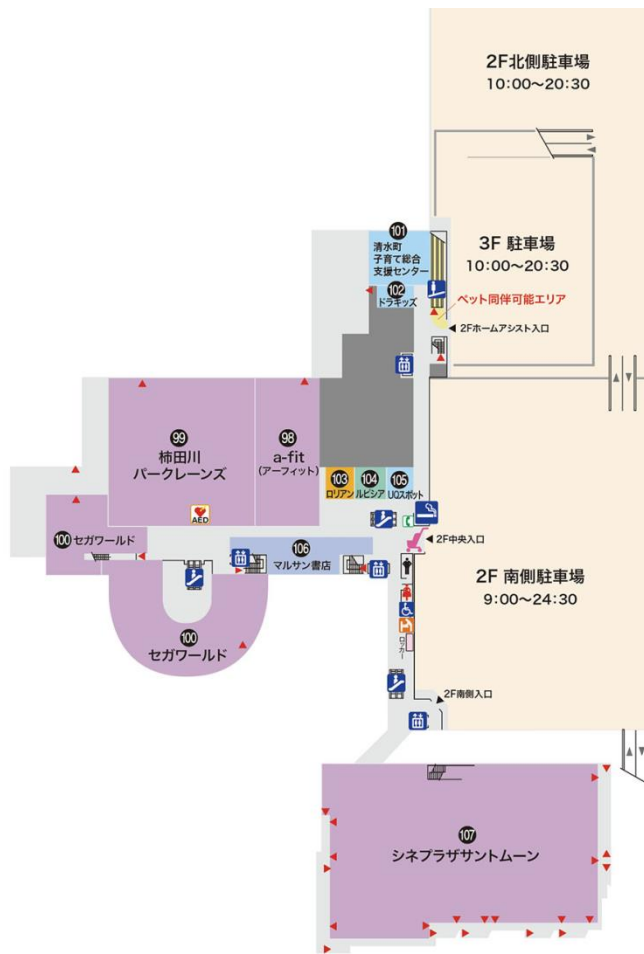 2F北側駐車場
10:00〜20:30
3F 駐車場
10:00〜20:30
101
清水町
子育て総合
支援センター
102
ドラキッズ
ペット同伴可能エリア
2Fホームアシスト入口
99
柿田川
パークレーンズ
98
a-fit
(アーフィット)
AED
103
ロリアン
104
ルピシア
105
UQスポット
100 セガワールド
106
マルサン書店
2F中央入口
2F 南側駐車場
9:00〜24:30
100
セガワールド
ロッカー
2F南側入口
107
シネプラザサントムーン